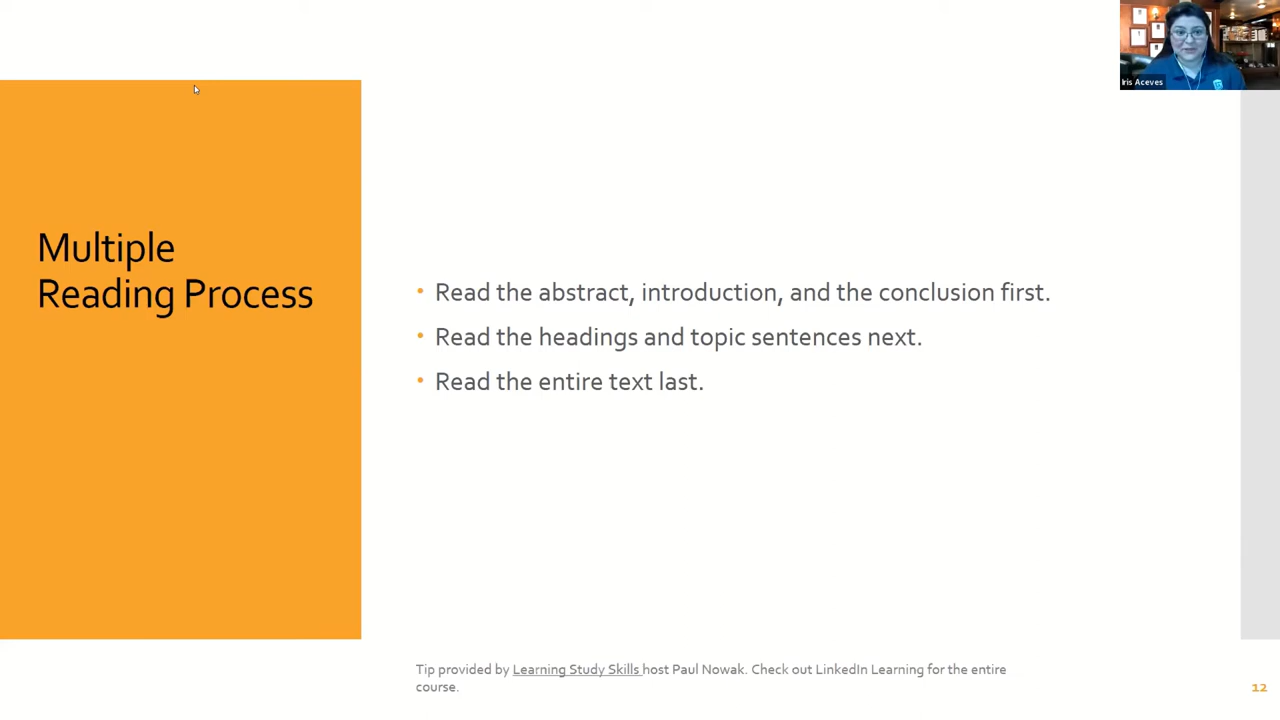 Iris Aceves
Multiple
Reading Process
• Read the abstract, introduction, and the conclusion first.
• Read the headings and topic sentences next.
• Read the entire text last.
Tip provided by Learning Study Skills host Paul Nowak. Check out LinkedIn Learning for the entire
course.
12